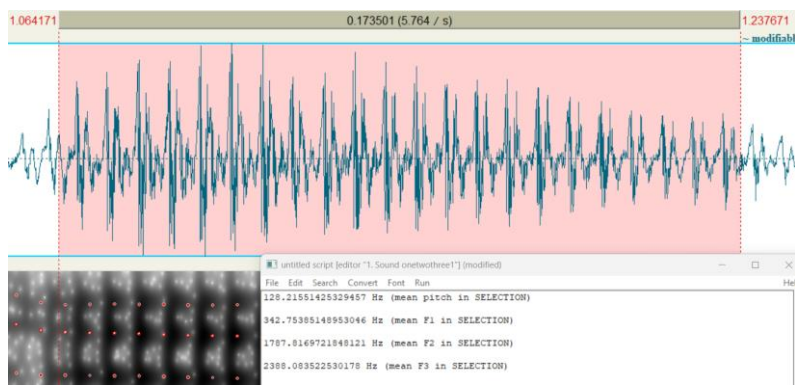 1.064171 0.173501 (5.764 / s) 1.237671
~ modifiabl
untitled script [editor "1. Sound onetwothree1"] (modified)
File Edit Search Convert Font Run Hel
128.21551425329457 Hz (mean pitch in SELECTION)
342.75385148953046 Hz (mean F1 in SELECTION)
1787.8169721848121 Hz (mean F2 in SELECTION)
2388.083522530178 Hz (mean F3 in SELECTION)